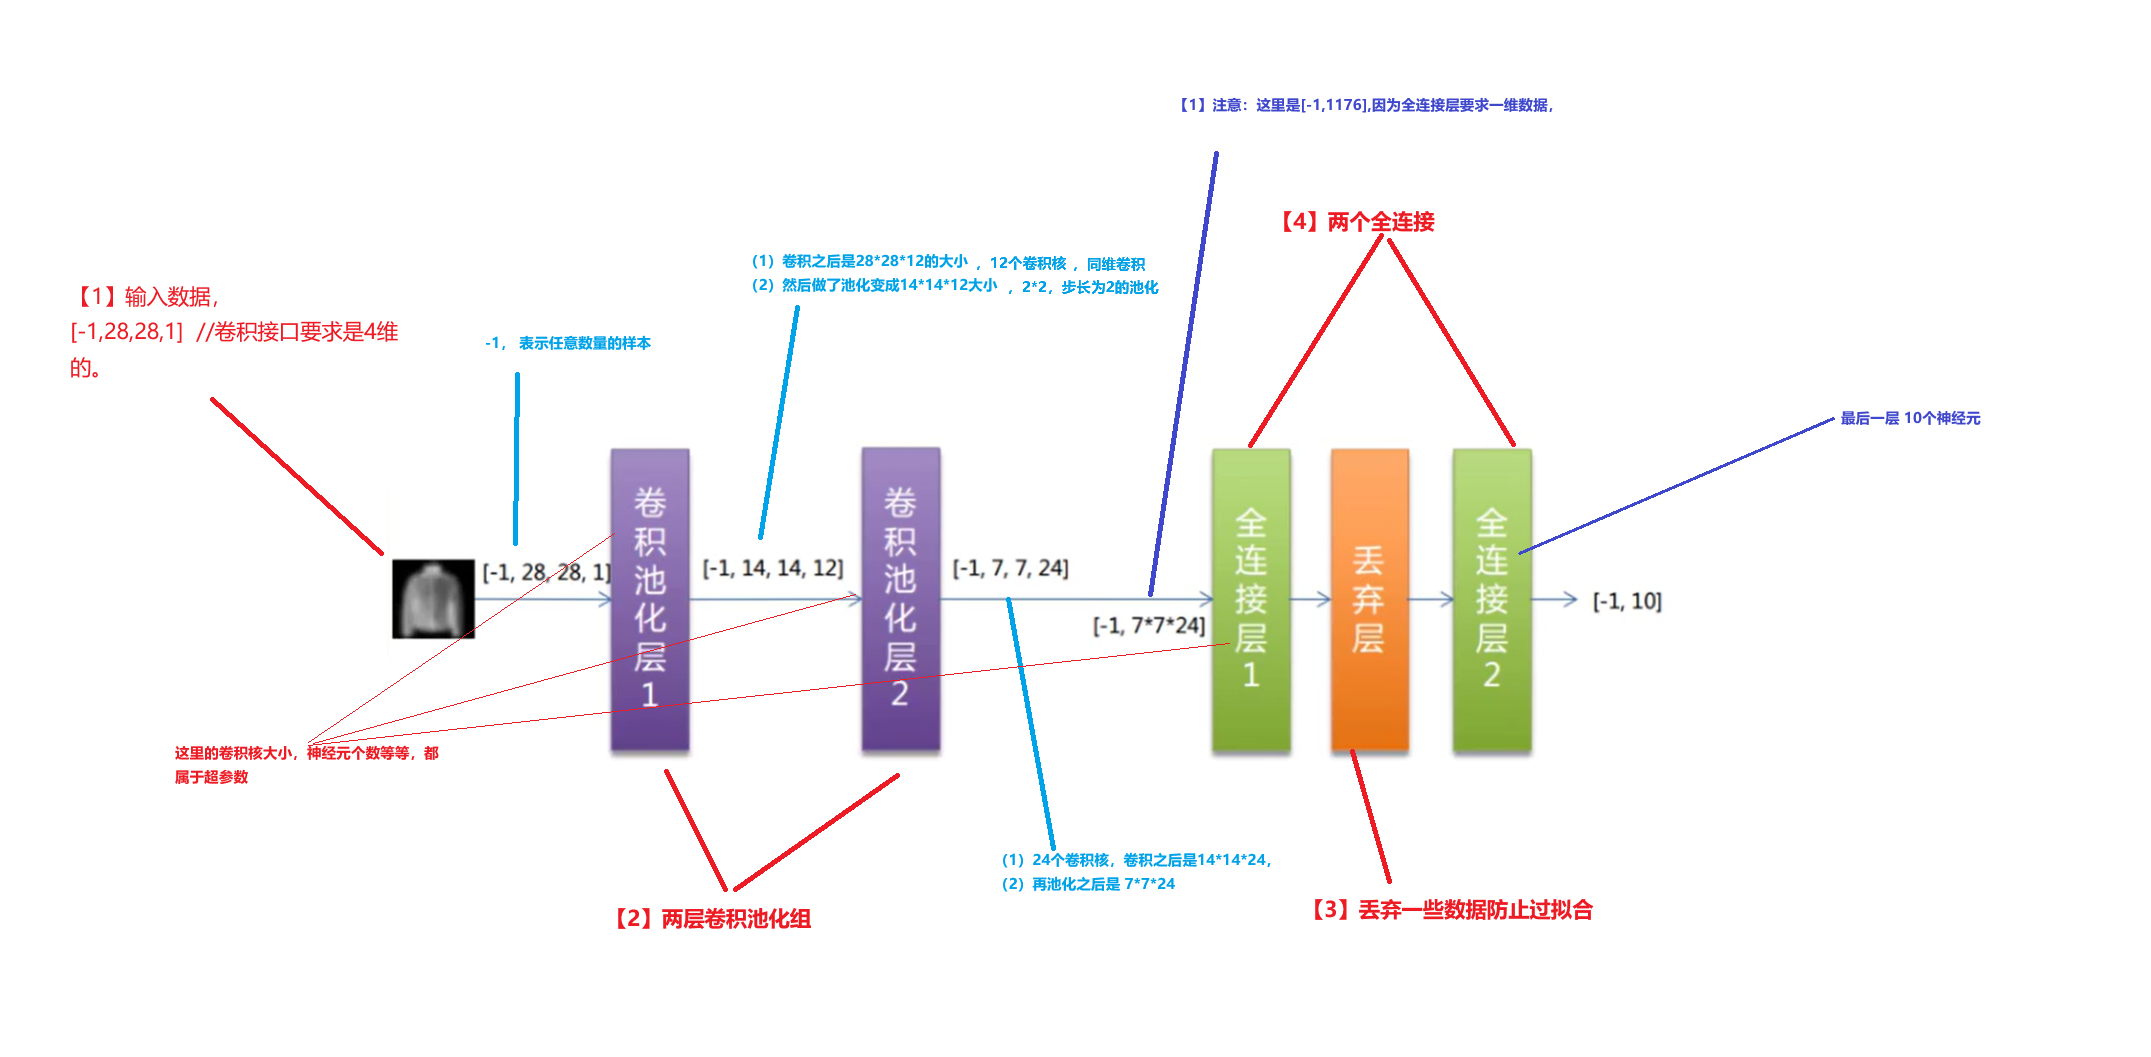 【1】注意：这里是[-1,1176],因为全连接层要求一维数据，
【4】两个全连接
（1）卷积之后是28*28*12的大小 ，12个卷积核 ，同维卷积
（2）然后做了池化变成14*14*12大小 ，2*2，步长为2的池化
【1】输入数据，
[-1,28,28,1] //卷积接口要求是4维
的。
-1， 表示任意数量的样本
最后一层 10个神经元
[-1, 28, 28, 1]
卷积池化层1
[-1, 14, 14, 12]
卷积池化层2
[-1, 7, 7, 24]
[-1, 7*7*24]
全连接层1
丢弃层
全连接层2
[-1, 10]
这里的卷积核大小，神经元个数等等，都
属于超参数
（1）24个卷积核，卷积之后是14*14*24，
（2）再池化之后是 7*7*24
【2】两层卷积池化组
【3】丢弃一些数据防止过拟合